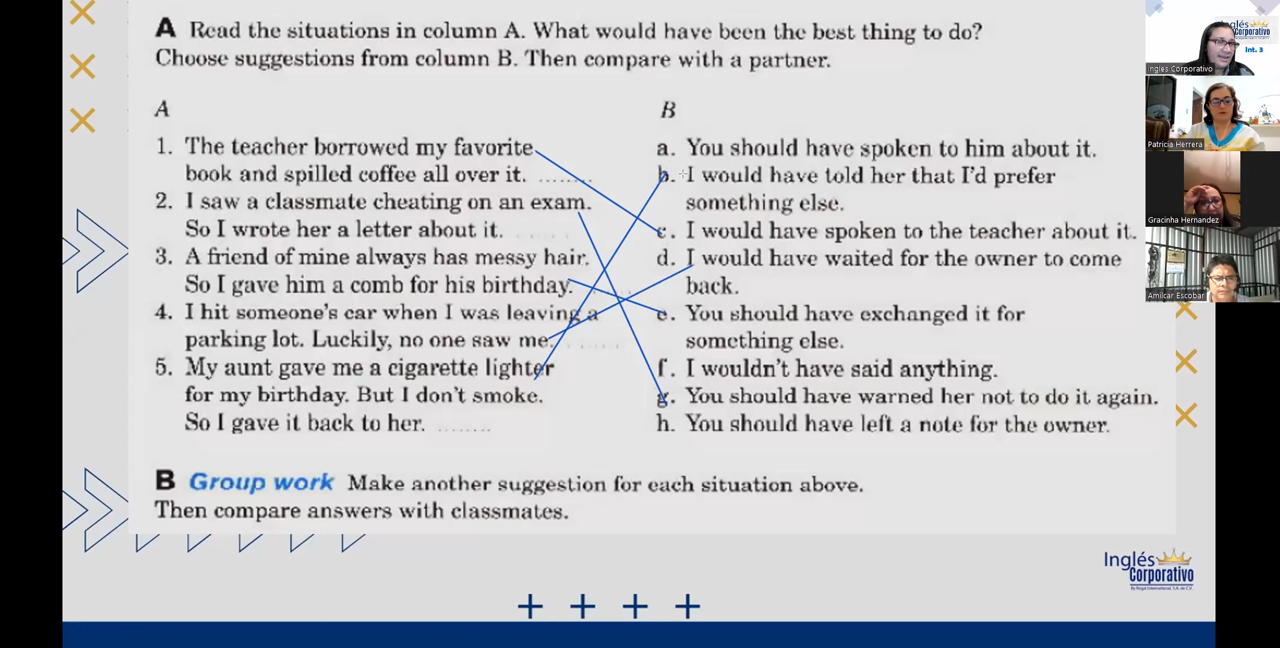 A Read the situations in column A. What would have been the best thing to do?
Choose suggestions from column B. Then compare with a partner.
A
1. The teacher borrowed my favorite
book and spilled coffee all over it. ........
2. I saw a classmate cheating on an exam.
So I wrote her a letter about it.
3. A friend of mine always has messy hair.
So I gave him a comb for his birthday.
4. I hit someone's car when I was leaving a
parking lot. Luckily, no one saw me.
5. My aunt gave me a cigarette lighter
for my birthday. But I don't smoke.
So I gave it back to her. ........
B
a. You should have spoken to him about it.
b. I would have told her that I'd prefer
something else.
c. I would have spoken to the teacher about it.
d. I would have waited for the owner to come
back.
e. You should have exchanged it for
something else.
f. I wouldn't have said anything.
g. You should have warned her not to do it again.
h. You should have left a note for the owner.
B Group work Make another suggestion for each situation above.
Then compare answers with classmates.
Inglés
Corporativo
Inglés
Corporativo
Int. 3
Ingles Corporativo
Patricia Herrera
Gracinha Hernandez
Amilcar Escobar